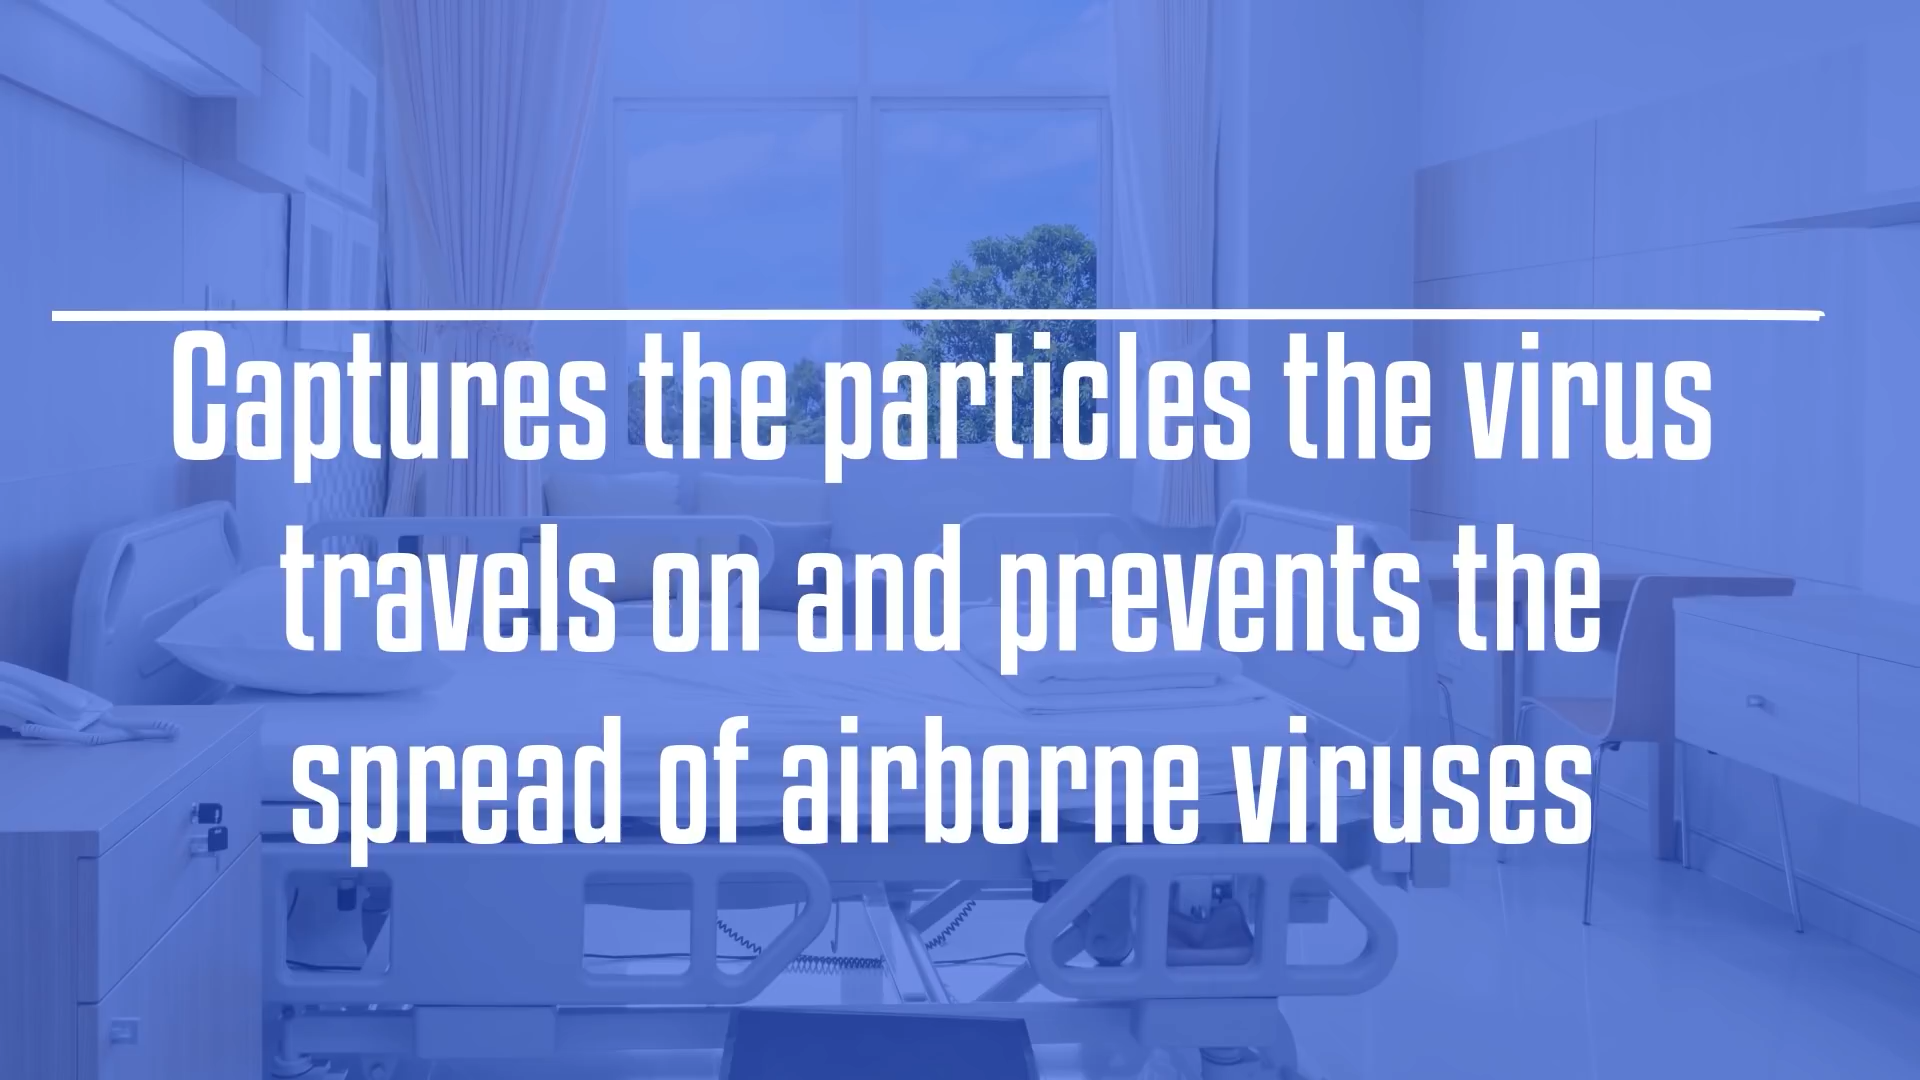 Captures the particles the virus
travels on and prevents the
spread of airborne viruses